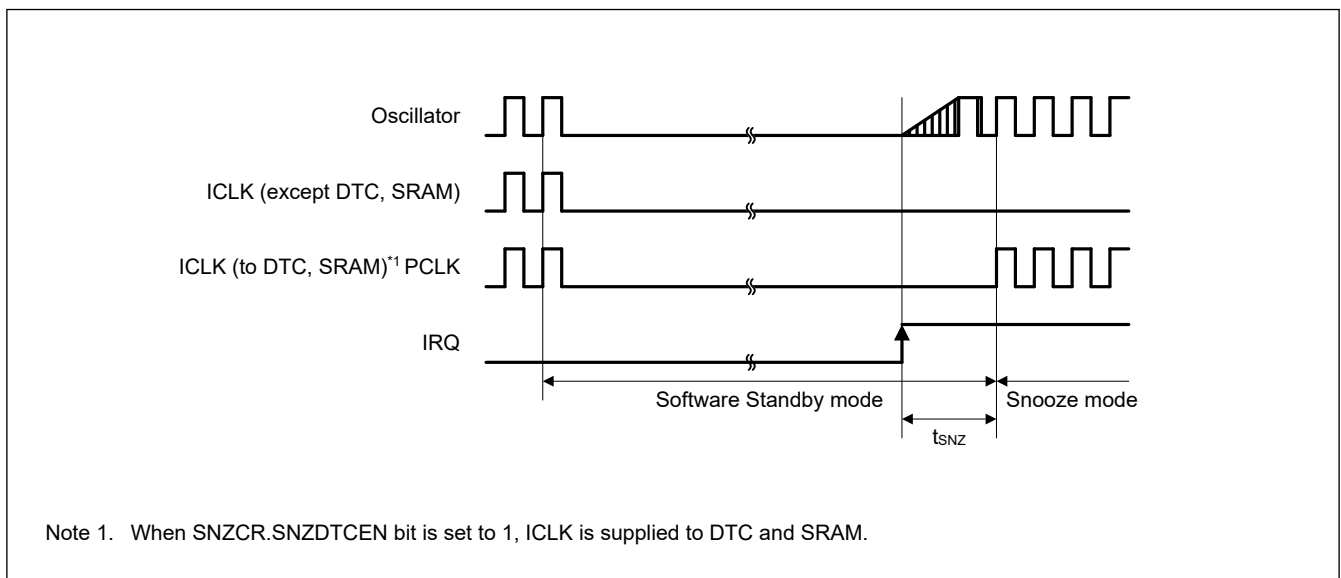 Oscillator
ICLK (except DTC, SRAM)
ICLK (to DTC, SRAM)*1 PCLK
IRQ
Software Standby mode
Snooze mode
tSNZ
Note 1. When SNZCR.SNZDTCEN bit is set to 1, ICLK is supplied to DTC and SRAM.